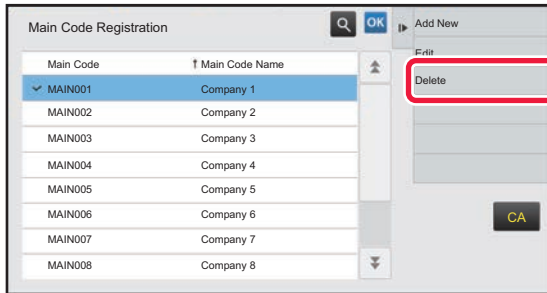 Main Code Registration
OK
Add New
Edit
Delete
Main Code
Main Code Name
MAIN001 Company 1
MAIN002 Company 2
MAIN003 Company 3
MAIN004 Company 4
MAIN005 Company 5
MAIN006 Company 6
MAIN007 Company 7
MAIN008 Company 8
CA